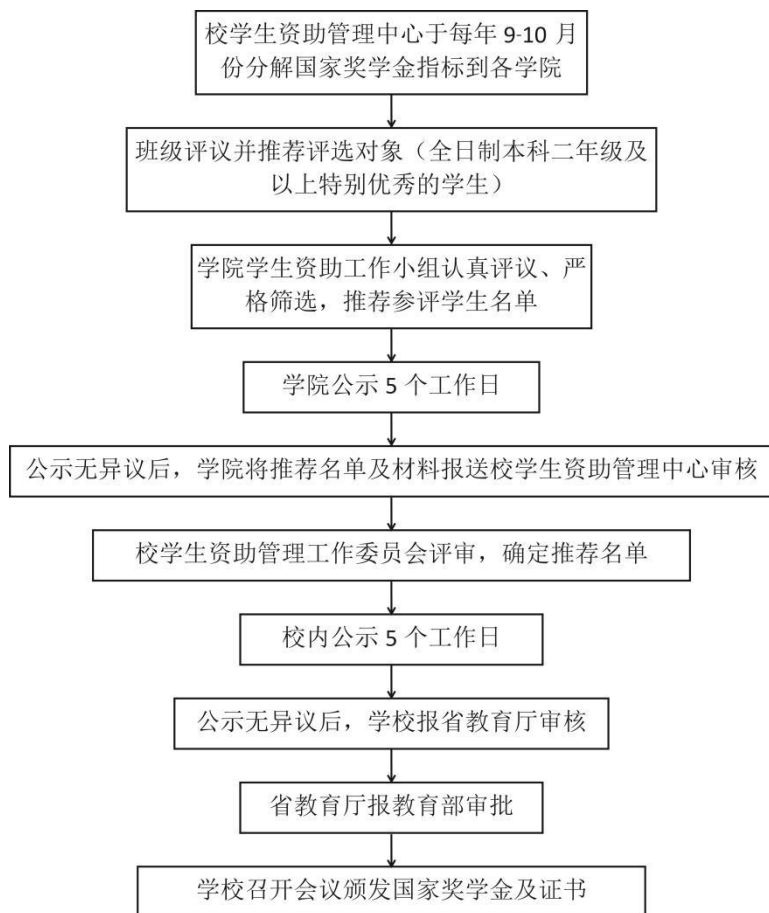 校学生资助管理中心于每年 9-10 月
份分解国家奖学金指标到各学院
班级评议并推荐评选对象（全日制本科二年级及
以上特别优秀的学生）
学院学生资助工作小组认真评议、严
格筛选，推荐参评学生名单
学院公示 5 个工作日
公示无异议后，学院将推荐名单及材料报送校学生资助管理中心审核
校学生资助管理工作委员会评审，确定推荐名单
校内公示 5 个工作日
公示无异议后，学校报省教育厅审核
省教育厅报教育部审批
学校召开会议颁发国家奖学金及证书